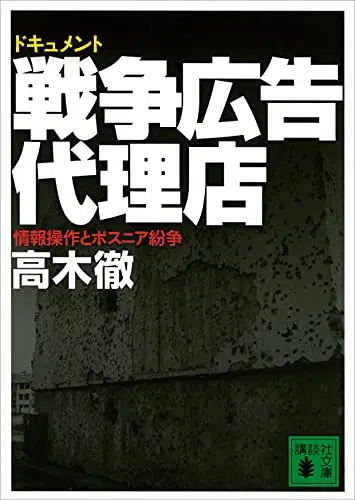 ドキュメント
戦争広告
代理店
情報操作とボスニア紛争
高木徹
講談社
文庫